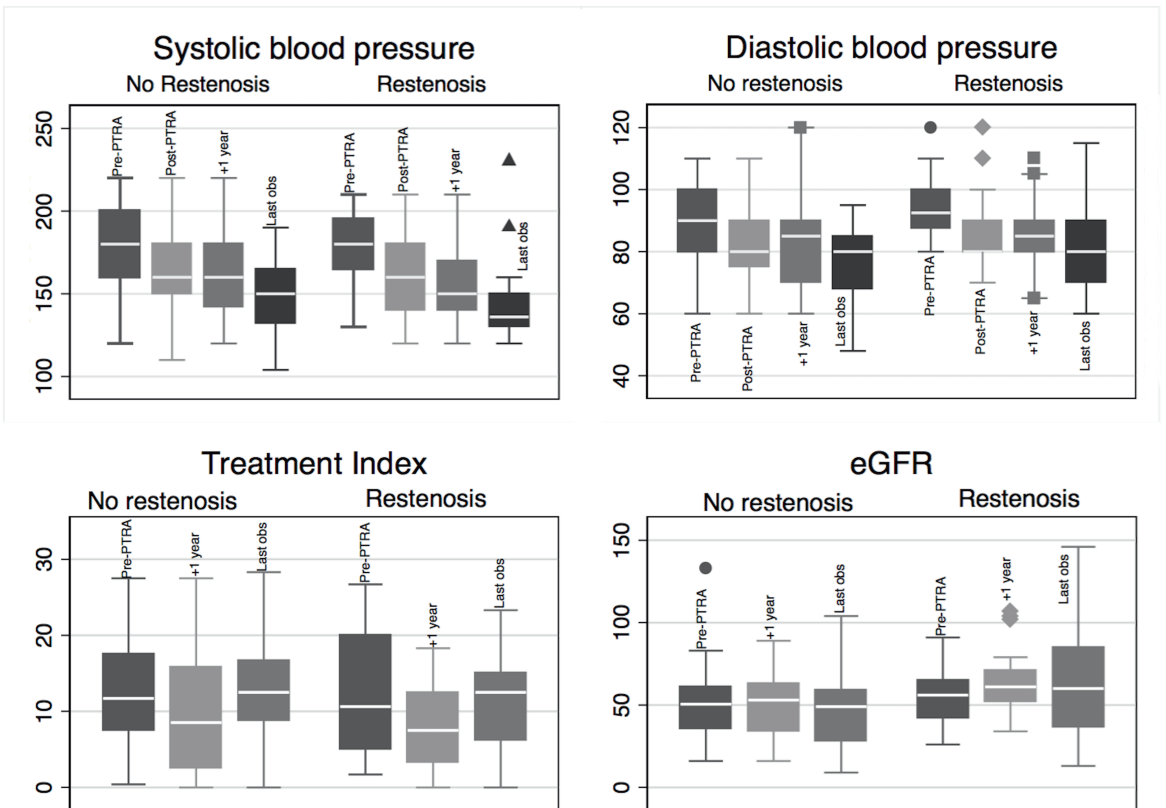 Systolic blood pressure
No Restenosis Restenosis
250
200
150
100
Pre-PTRA
Post-PTRA
+1 year
Last obs
Pre-PTRA
Post-PTRA
+1 year
Last obs
Diastolic blood pressure
No restenosis Restenosis
120
100
80
60
40
Pre-PTRA
Post-PTRA
+1 year
Last obs
Pre-PTRA
Post-PTRA
+1 year
Last obs
Treatment Index
No restenosis Restenosis
30
20
10
0
Pre-PTRA
+1 year
Last obs
Pre-PTRA
+1 year
Last obs
eGFR
No restenosis Restenosis
150
100
50
0
Pre-PTRA
+1 year
Last obs
Pre-PTRA
+1 year
Last obs